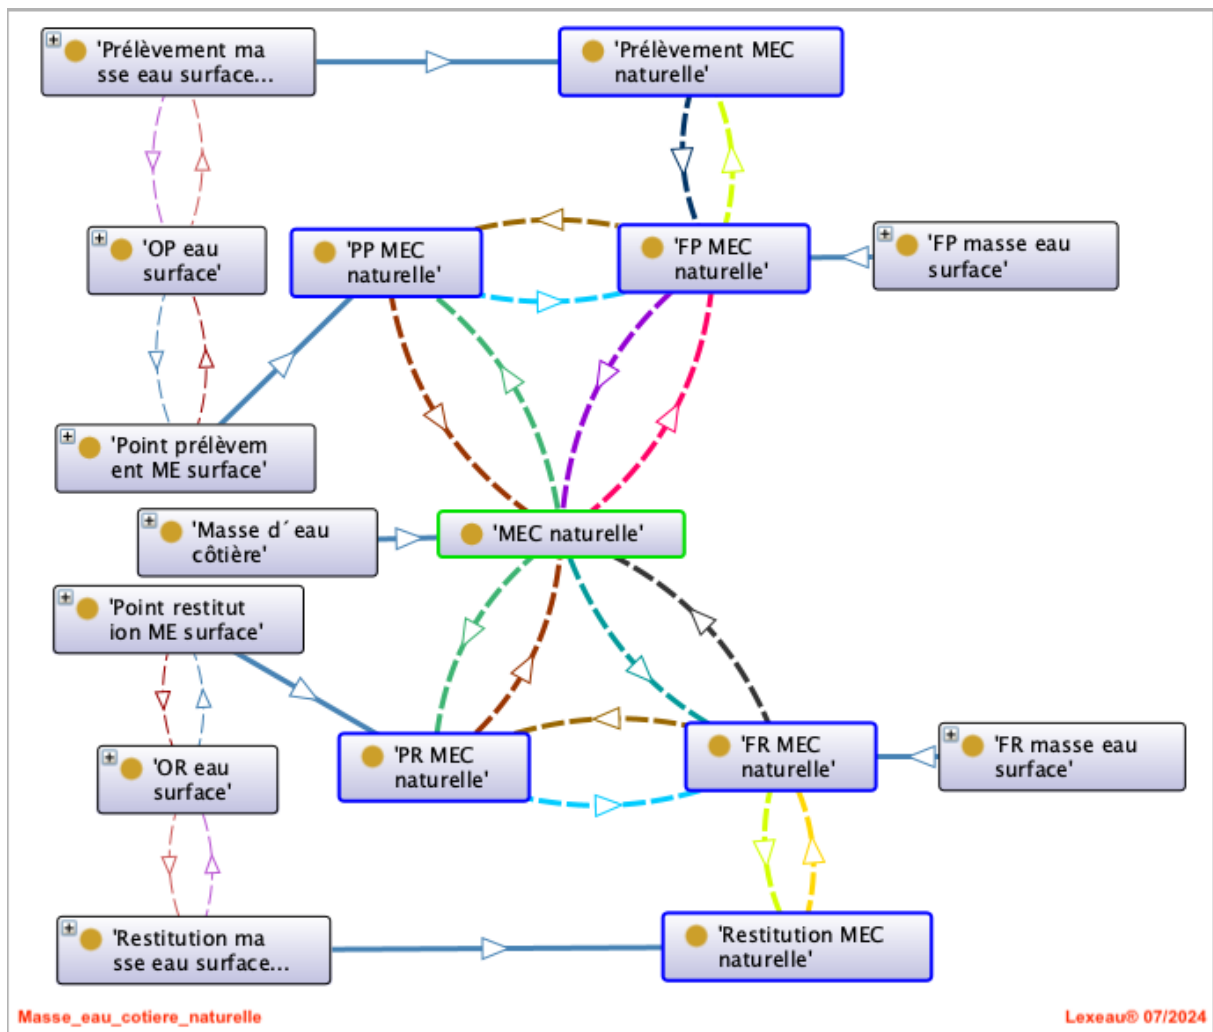 'Prélèvement ma
sse eau surface...
'Prélèvement MEC
naturelle'
'OP eau
surface'
'PP MEC
naturelle'
'FP MEC
naturelle'
'FP masse eau
surface'
'Point prélèvem
ent ME surface'
'Masse d´eau
côtière'
'MEC naturelle'
'Point restitut
ion ME surface'
'OR eau
surface'
'PR MEC
naturelle'
'FR MEC
naturelle'
'FR masse eau
surface'
'Restitution ma
sse eau surface...
'Restitution MEC
naturelle'
Masse_eau_cotiere_naturelle
Lexeau® 07/2024